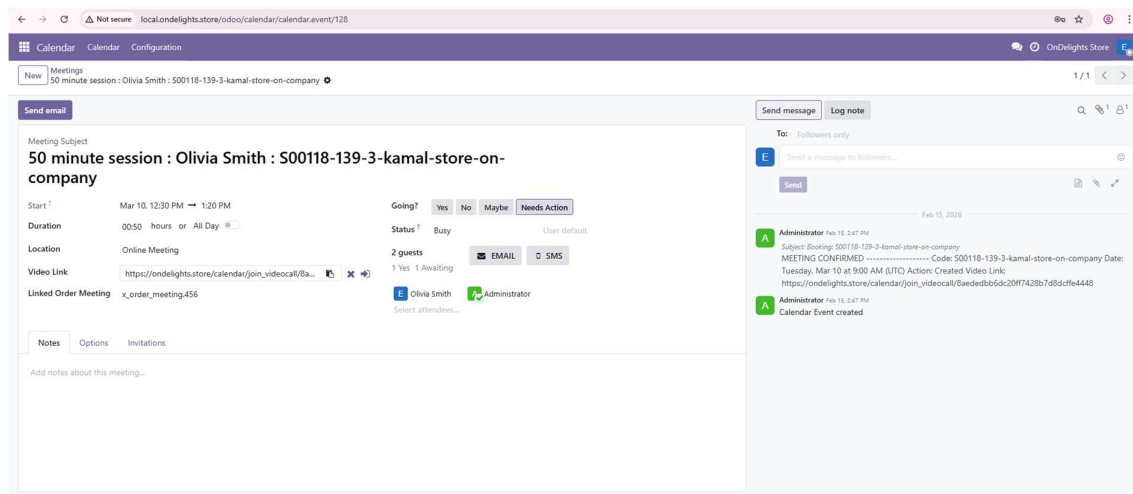 Not secure local.ondelights.store/odoo/calendar/calendar.event/128
Calendar Calendar Configuration
OnDelights Store E
New
Meetings
50 minute session : Olivia Smith : S00118-139-3-kamal-store-on-company
1 / 1
Send email
Send message Log note
1 1
Meeting Subject
50 minute session : Olivia Smith : S00118-139-3-kamal-store-on-
company
Start ? Mar 10, 12:30 PM → 1:20 PM
Duration 00:50 hours or All Day
Location Online Meeting
Video Link https://ondelights.store/calendar/join_videocall/8a...
Linked Order Meeting x_order_meeting.456
Going? Yes No Maybe Needs Action
Status ? Busy User default
2 guests EMAIL SMS
1 Yes 1 Awaiting
E Olivia Smith A Administrator
Select attendees...
Notes Options Invitations
Add notes about this meeting...
To: Followers only
E Send a message to followers...
Send
Feb 15, 2026
A Administrator Feb 15, 2:47 PM
Subject: Booking: S00118-139-3-kamal-store-on-company
MEETING CONFIRMED ------------------- Code: S00118-139-3-kamal-store-on-company Date:
Tuesday, Mar 10 at 9:00 AM (UTC) Action: Created Video Link:
https://ondelights.store/calendar/join_videocall/8aededbb6dc20ff7428b7d8dcffe4448
A Administrator Feb 15, 2:47 PM
Calendar Event created